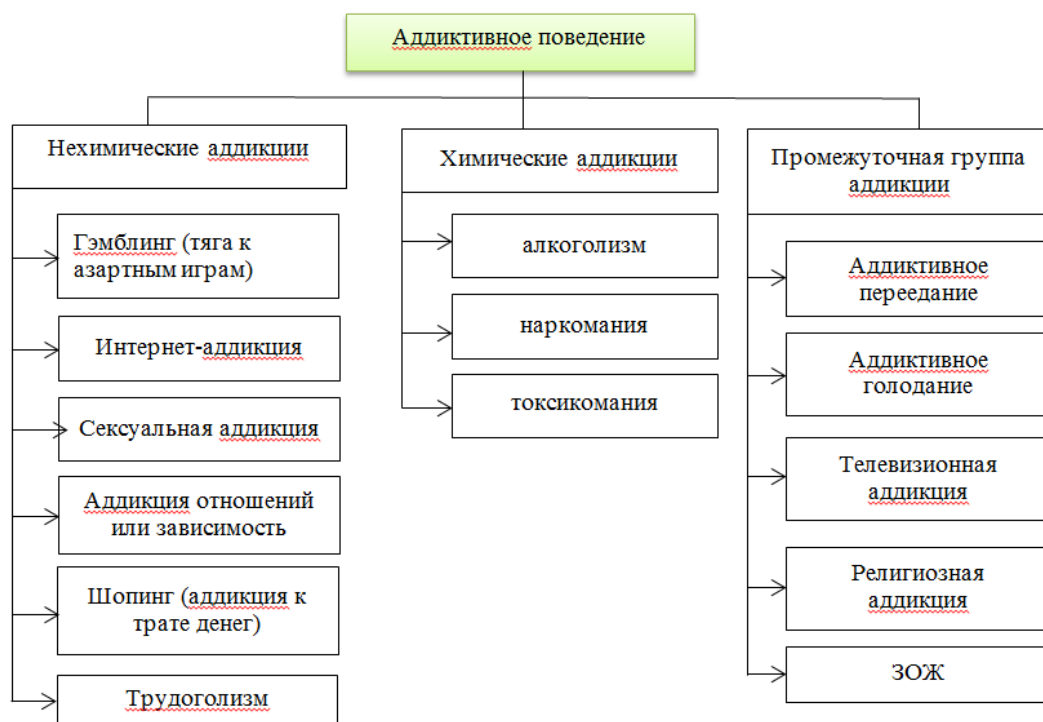 Аддиктивное поведение
Нехимические аддикции
Гэмблинг (тяга к
азартным играм)
Интернет-аддикция
Сексуальная аддикция
Аддикция отношений
или зависимость
Шопинг (аддикция к
трате денег)
Трудоголизм
Химические аддикции
алкоголизм
наркомания
токсикомания
Промежуточная группа
аддикции
Аддиктивное
переедание
Аддиктивное
голодание
Телевизионная
аддикция
Религиозная
аддикция
ЗОЖ